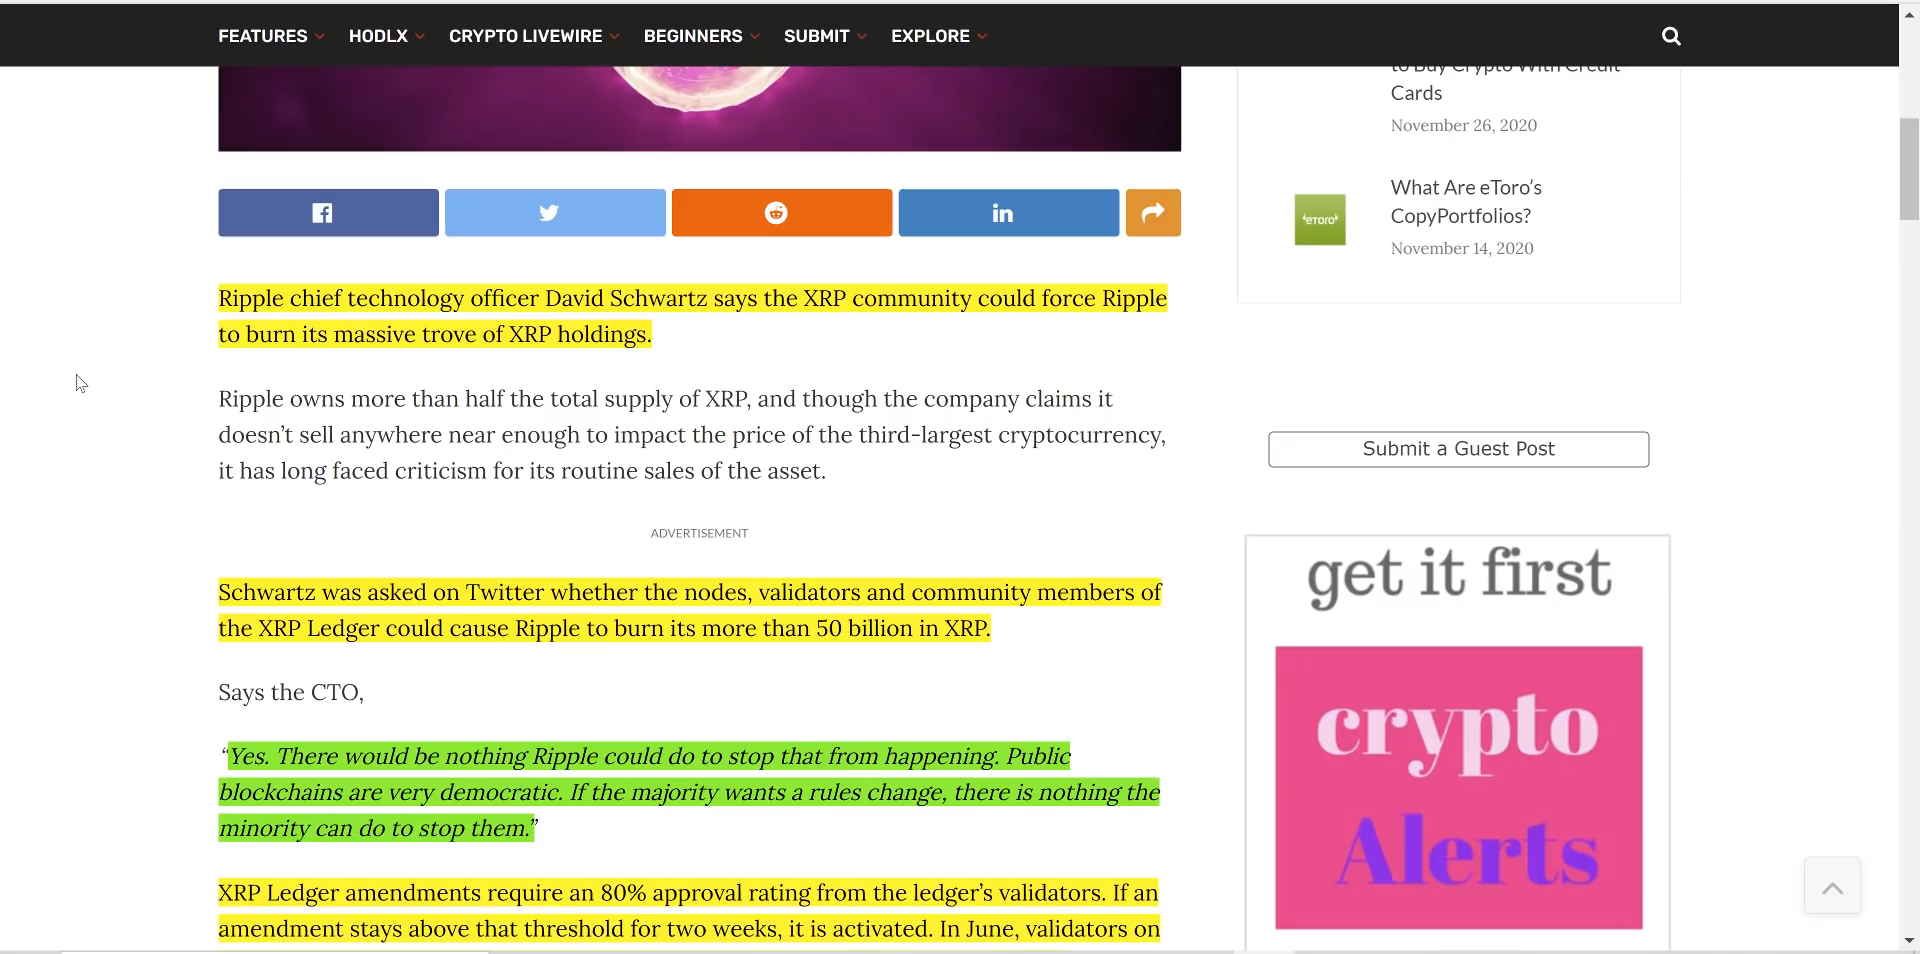 FEATURES HODLX CRYPTO LIVEWIRE BEGINNERS SUBMIT EXPLORE
to Buy Crypto With Credit
Cards
November 26, 2020
What Are eToro’s
CopyPortfolios?
November 14, 2020
eTORO
Ripple chief technology officer David Schwartz says the XRP community could force Ripple
to burn its massive trove of XRP holdings.
Ripple owns more than half the total supply of XRP, and though the company claims it
doesn’t sell anywhere near enough to impact the price of the third-largest cryptocurrency,
it has long faced criticism for its routine sales of the asset.
ADVERTISEMENT
Schwartz was asked on Twitter whether the nodes, validators and community members of
the XRP Ledger could cause Ripple to burn its more than 50 billion in XRP.
Says the CTO,
“Yes. There would be nothing Ripple could do to stop that from happening. Public
blockchains are very democratic. If the majority wants a rules change, there is nothing the
minority can do to stop them.”
XRP Ledger amendments require an 80% approval rating from the ledger’s validators. If an
amendment stays above that threshold for two weeks, it is activated. In June, validators on
Submit a Guest Post
get it first
crypto
Alerts